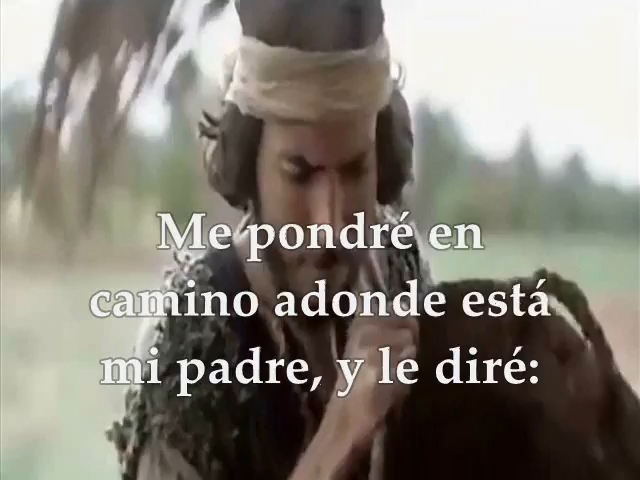 Me pondré en
camino adonde está
mi padre, y le diré: